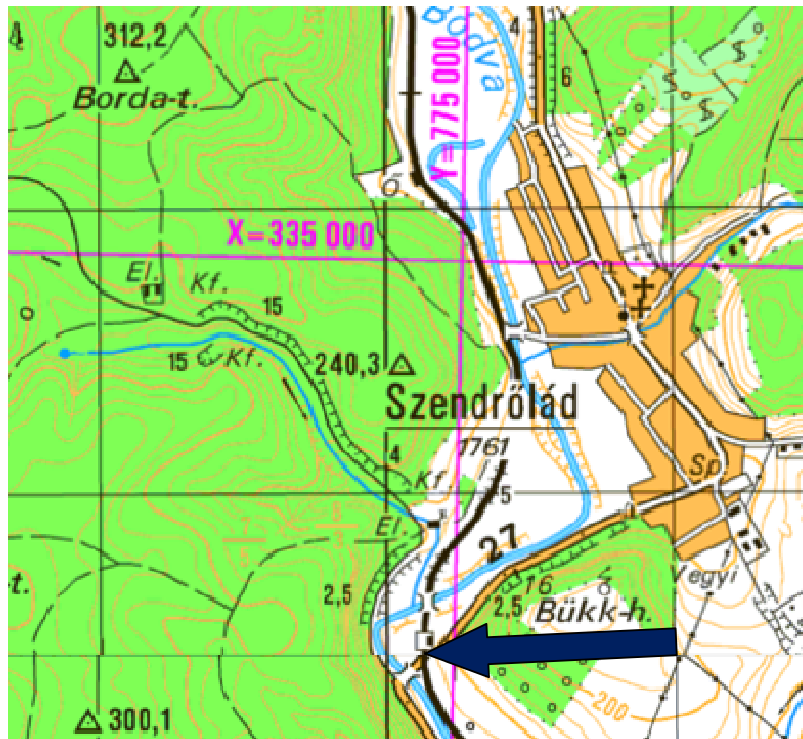 312,2
Borda-t.
Bódva
4
6
Y=775 000
Ó
X=335 000
El.
Kf.
15
15
Kf.
240,3
Szendrőlád
1761
4
Kf
5
Sp
El.
27
Vegyi
2,5
16
2,5
Bükk-h.
-t.
200
300,1